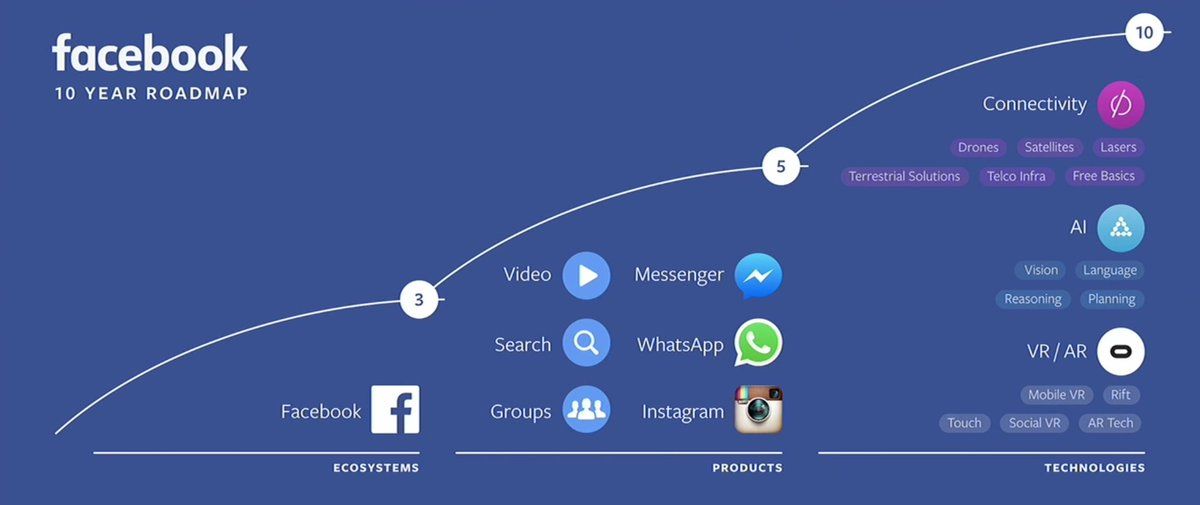 facebook
10 YEAR ROADMAP
3
Facebook
ECOSYSTEMS
5
Video
Messenger
Search
WhatsApp
Groups
Instagram
PRODUCTS
10
Connectivity
Drones Satellites Lasers
Terrestrial Solutions Telco Infra Free Basics
AI
Vision Language
Reasoning Planning
VR / AR
Mobile VR Rift
Touch Social VR AR Tech
TECHNOLOGIES